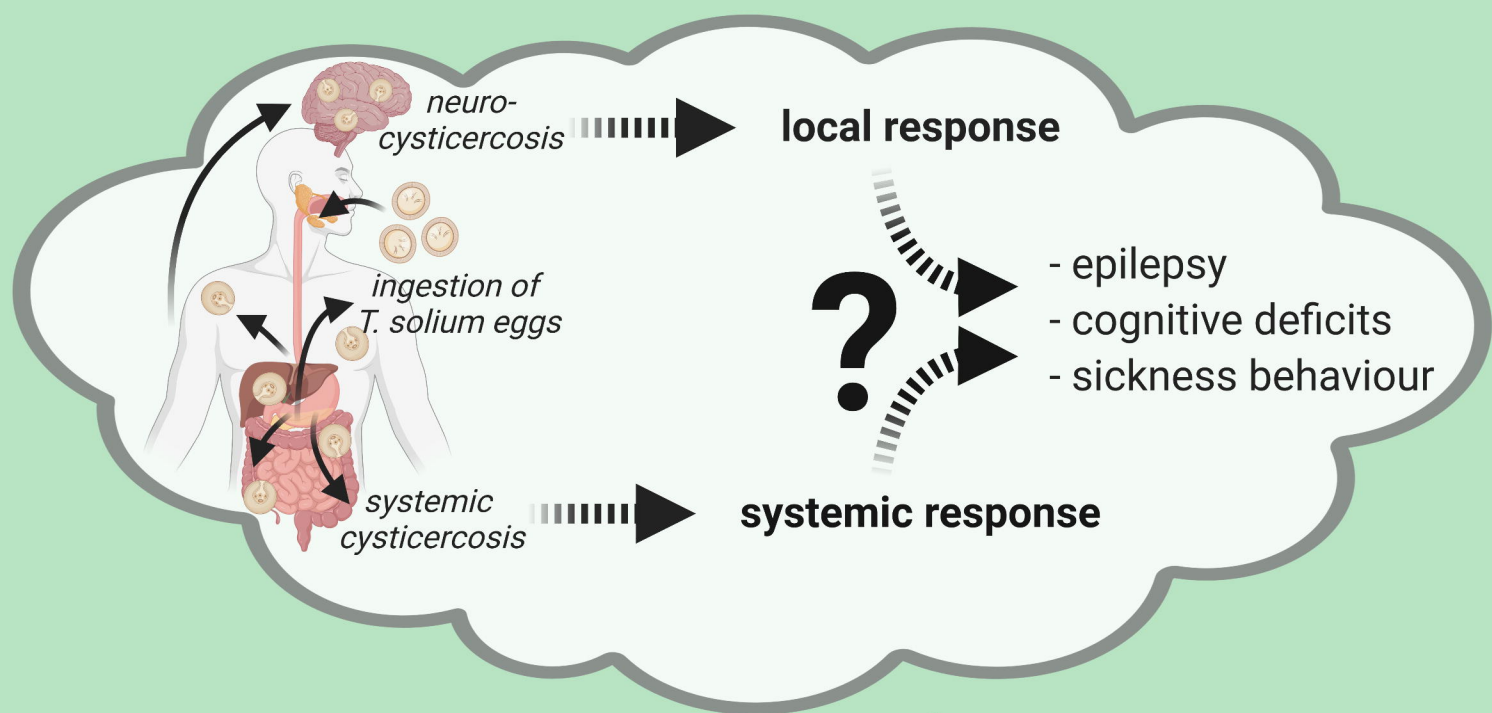 neuro-
cysticercosis
local response
ingestion of
T. solium eggs
?
- epilepsy
- cognitive deficits
- sickness behaviour
systemic
cysticercosis
systemic response